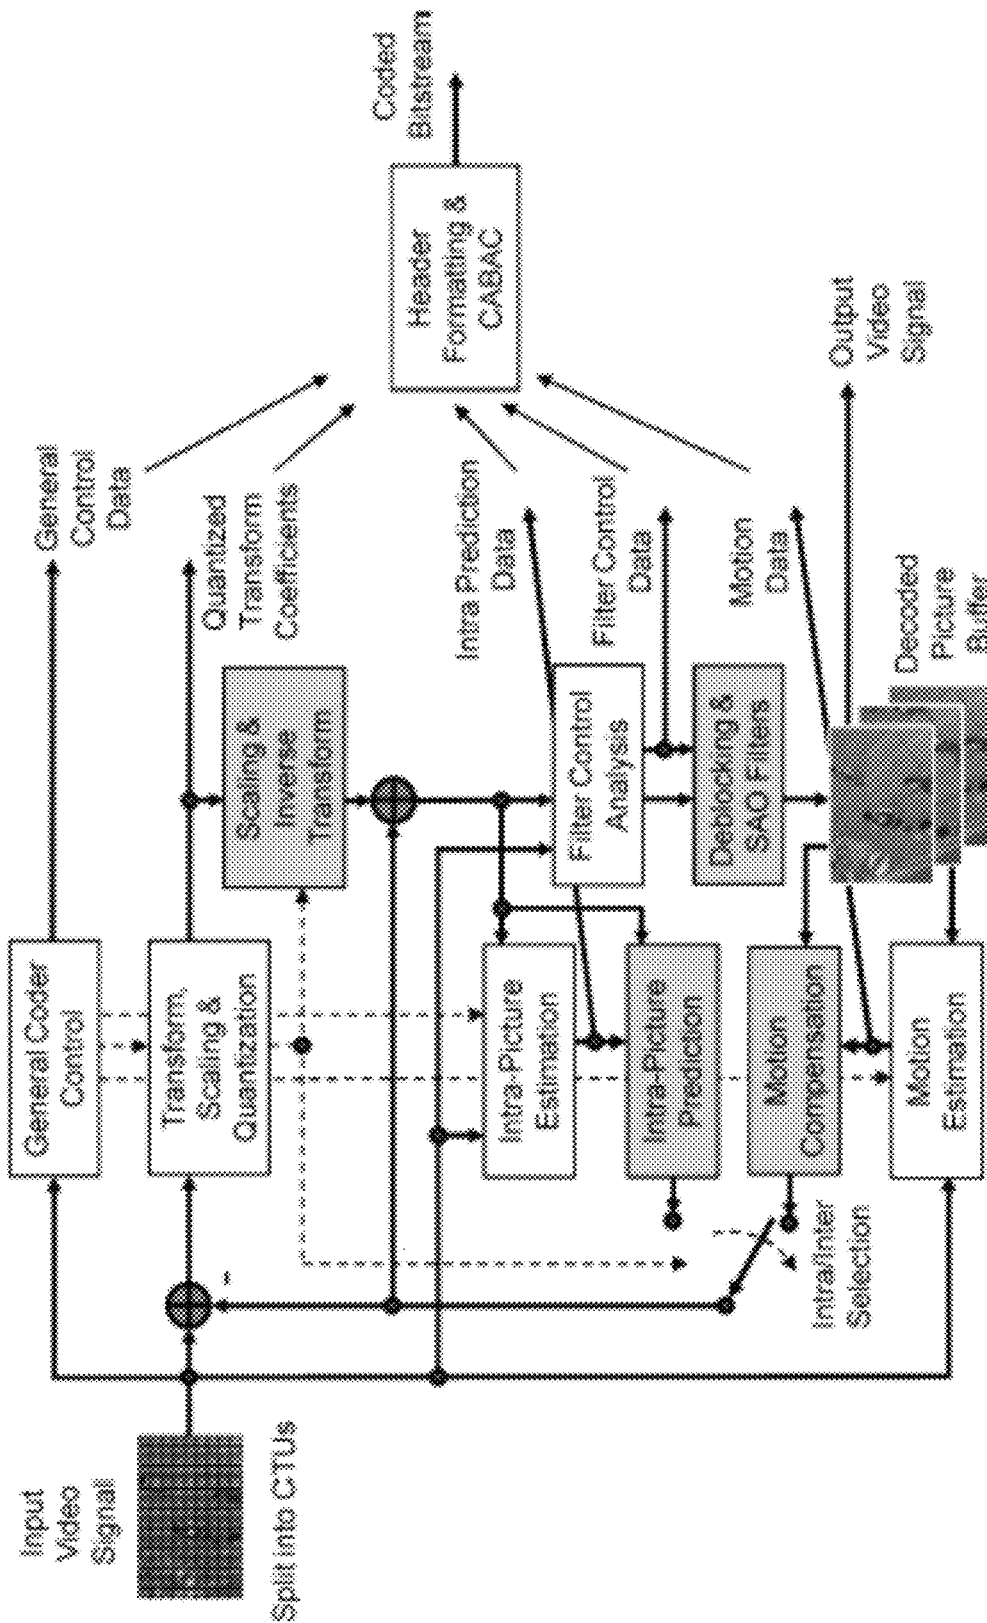 Input
Video
Signal
Split into CTUs
General Coder
Control
Transform,
Scaling &
Quantization
Scaling &
Inverse
Transform
General
Control
Data
Quantized
Transform
Coefficients
Intra-Picture
Estimation
Intra-Picture
Prediction
Filter Control
Analysis
Intra Prediction
Data
Filter Control
Data
Header
Formatting &
CABAC
Coded
Bitstream
Deblocking &
SAO Filters
Motion
Compensation
Motion
Data
Intra/Inter
Selection
Motion
Estimation
Decoded
Picture
Buffer
Output
Video
Signal
-